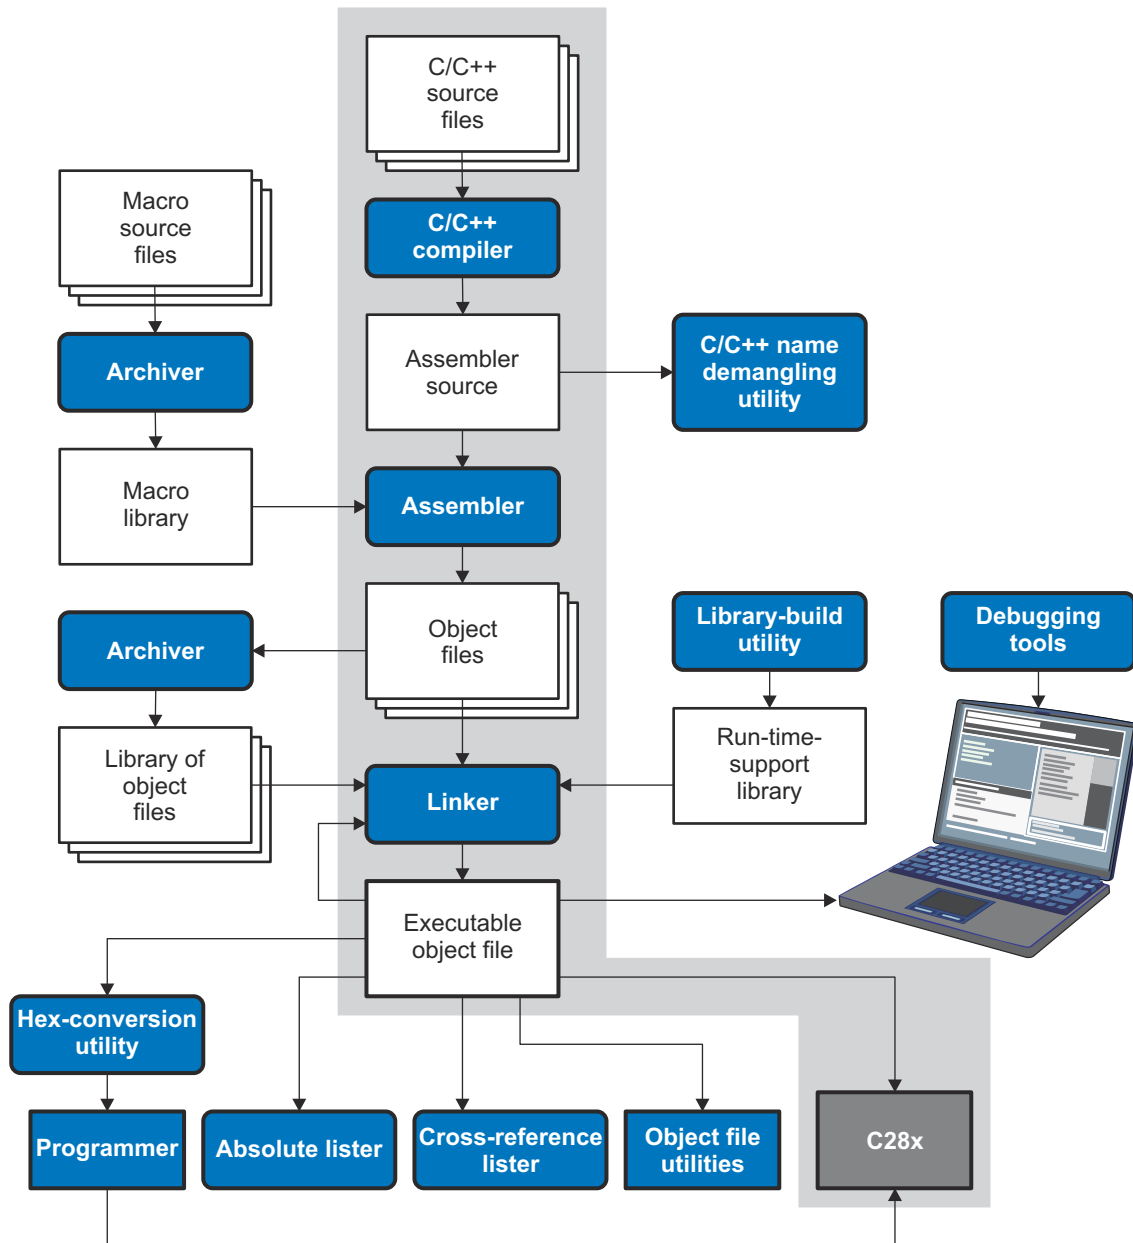 C/C++
source
files
Macro
source
files
C/C++
compiler
Archiver
Assembler
source
C/C++ name
demangling
utility
Macro
library
Assembler
Archiver
Object
files
Library-build
utility
Debugging
tools
Library of
object
files
Linker
Run-time-
support
library
Executable
object file
Hex-conversion
utility
Programmer
Absolute lister
Cross-reference
lister
Object file
utilities
C28x